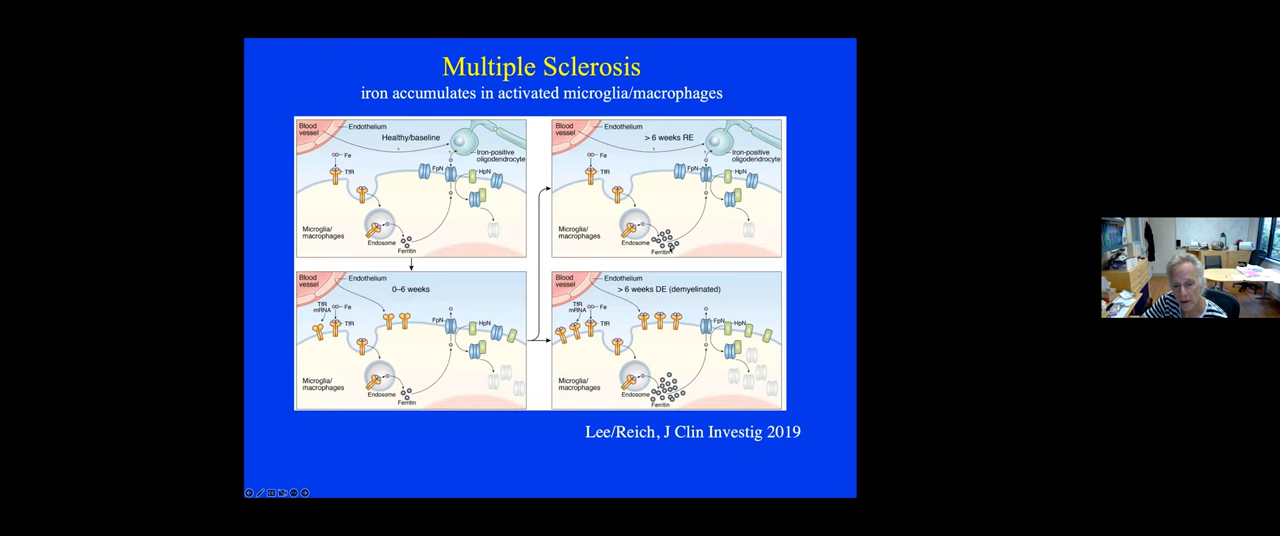 Multiple Sclerosis
iron accumulates in activated microglia/macrophages
Blood
vessel
Endothelium
Healthy/baseline
Fe
TfR
FpN
HpN
Iron-positive
oligodendrocyte
Microglia/
macrophages
Endosome
Ferritin
Blood
vessel
Endothelium
> 6 weeks RE
Fe
TfR
FpN
HpN
Iron-positive
oligodendrocyte
Microglia/
macrophages
Endosome
Ferritin
Blood
vessel
Endothelium
0–6 weeks
TfR
mRNA
Fe
TfR
FpN
HpN
Microglia/
macrophages
Endosome
Ferritin
Blood
vessel
Endothelium
> 6 weeks DE (demyelinated)
TfR
mRNA
Fe
TfR
FpN
HpN
Microglia/
macrophages
Endosome
Ferritin
Lee/Reich, J Clin Investig 2019